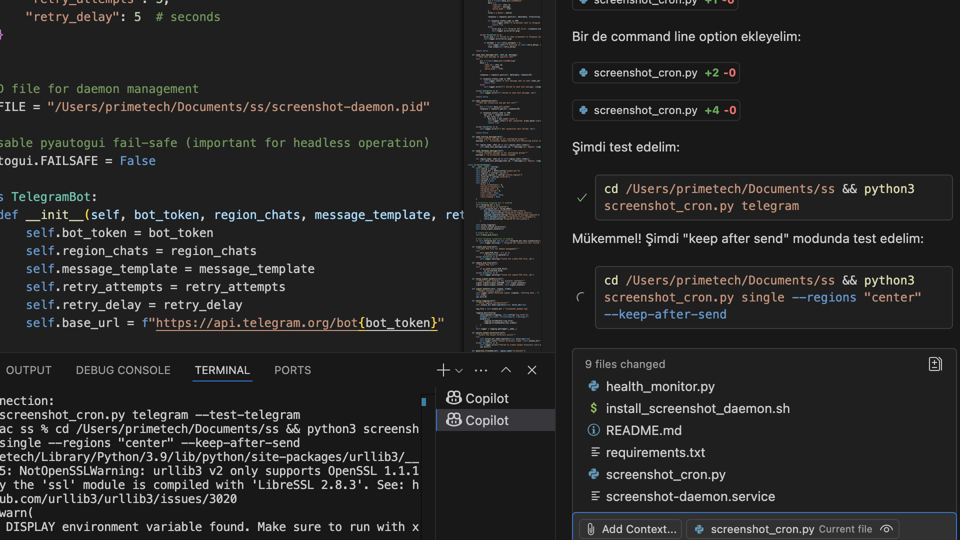 "retry_delay": 5  # seconds
}
D file for daemon management
FILE = "/Users/primetech/Documents/ss/screenshot-daemon.pid"
sable pyautogui fail-safe (important for headless operation)
togui.FAILSAFE = False
s TelegramBot:
def __init__(self, bot_token, region_chats, message_template, ret
self.bot_token = bot_token
self.region_chats = region_chats
self.message_template = message_template
self.retry_attempts = retry_attempts
self.retry_delay = retry_delay
self.base_url = f"https://api.telegram.org/bot{bot_token}"
OUTPUT DEBUG CONSOLE TERMINAL PORTS
nection:
screenshot_cron.py telegram --test-telegram
ac ss % cd /Users/primetech/Documents/ss && python3 screensh
single --regions "center" --keep-after-send
etech/Library/Python/3.9/lib/python/site-packages/urllib3/__
5: NotOpenSSLWarning: urllib3 v2 only supports OpenSSL 1.1.1
y the 'ssl' module is compiled with 'LibreSSL 2.8.3'. See: h
ub.com/urllib3/urllib3/issues/3020
warn(
DISPLAY environment variable found. Make sure to run with x
Copilot
Copilot
screenshot_cron.py
Bir de command line option ekleyelim:
screenshot_cron.py +2 -0
screenshot_cron.py +4 -0
Şimdi test edelim:
cd /Users/primetech/Documents/ss && python3
screenshot_cron.py telegram
Mükemmel! Şimdi "keep after send" modunda test edelim:
cd /Users/primetech/Documents/ss && python3
screenshot_cron.py single --regions "center"
--keep-after-send
9 files changed
health_monitor.py
$ install_screenshot_daemon.sh
README.md
requirements.txt
screenshot_cron.py
screenshot-daemon.service
Add Context... screenshot_cron.py Current file